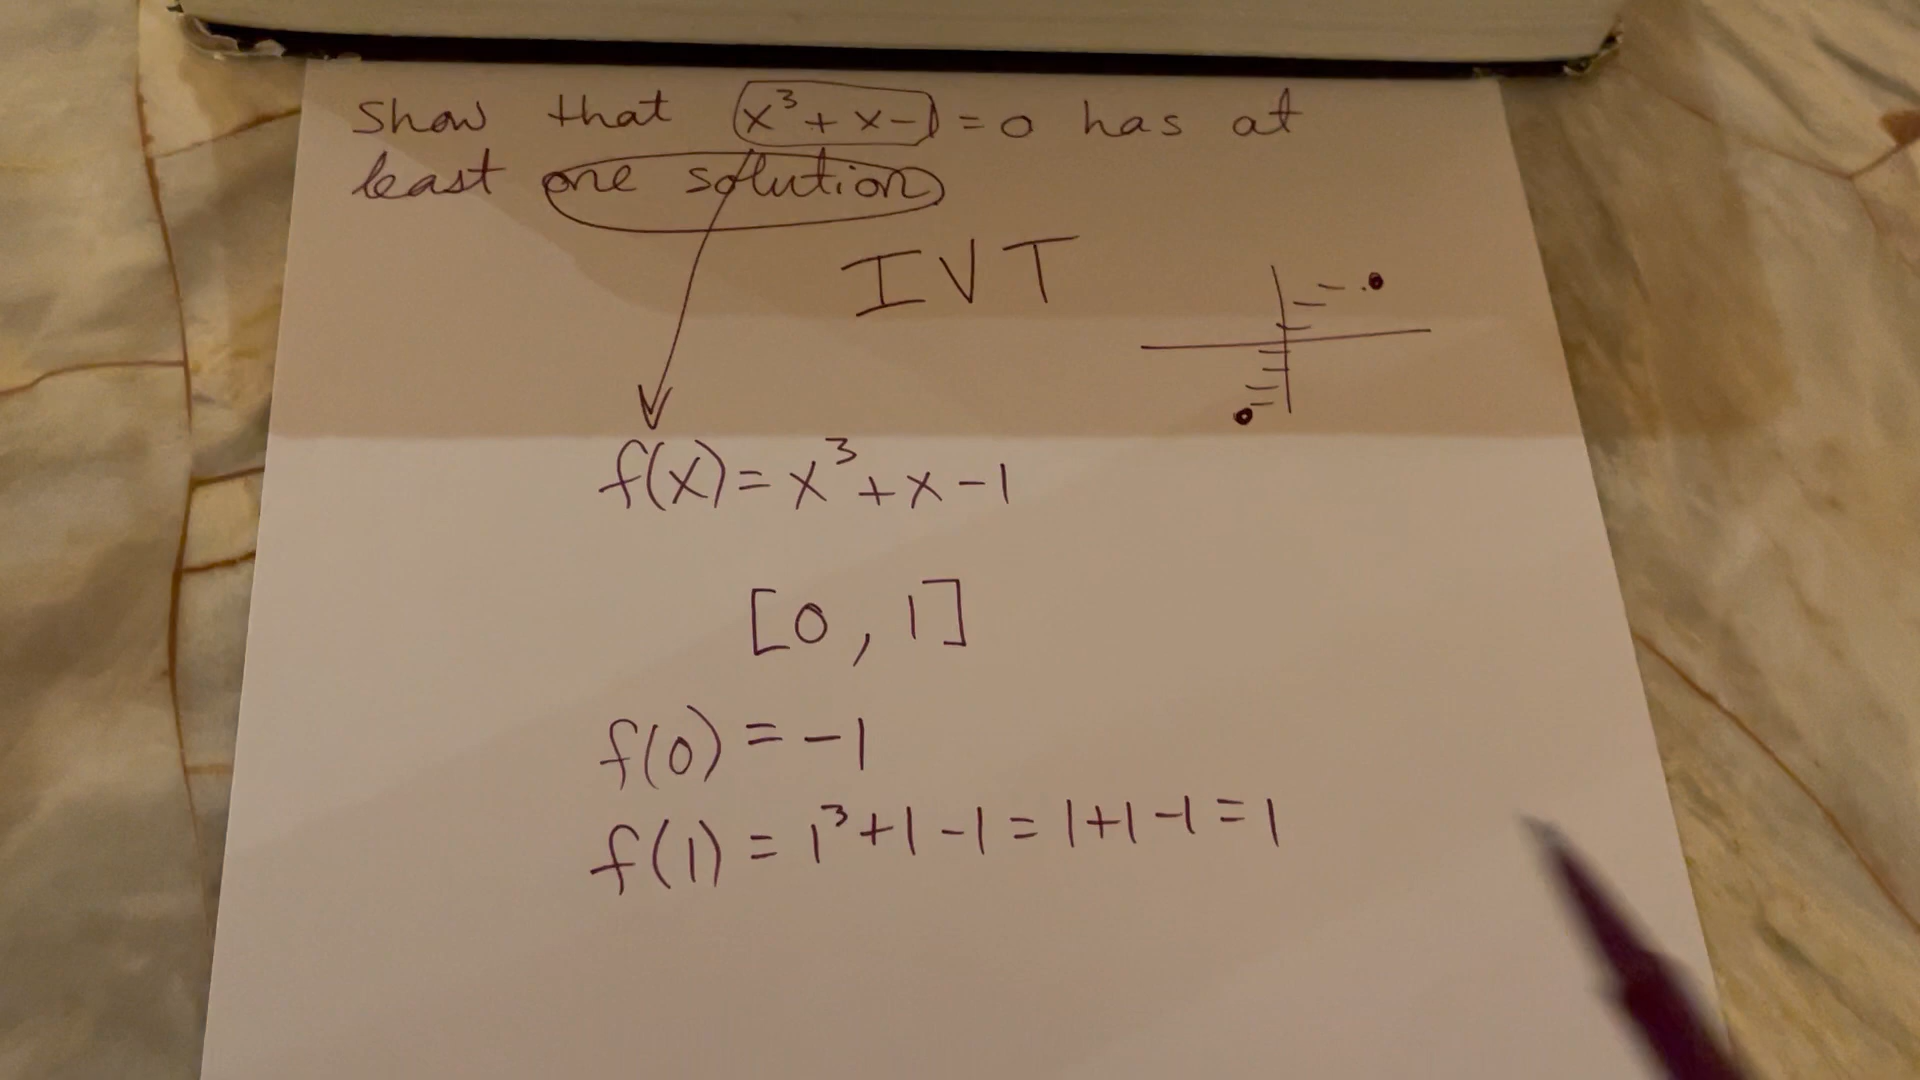 Show that x³ + x - 1 = 0 has at
least one solution
IVT
f(x) = x³ + x - 1
[0, 1]
f(0) = -1
f(1) = 1³ + 1 - 1 = 1 + 1 - 1 = 1